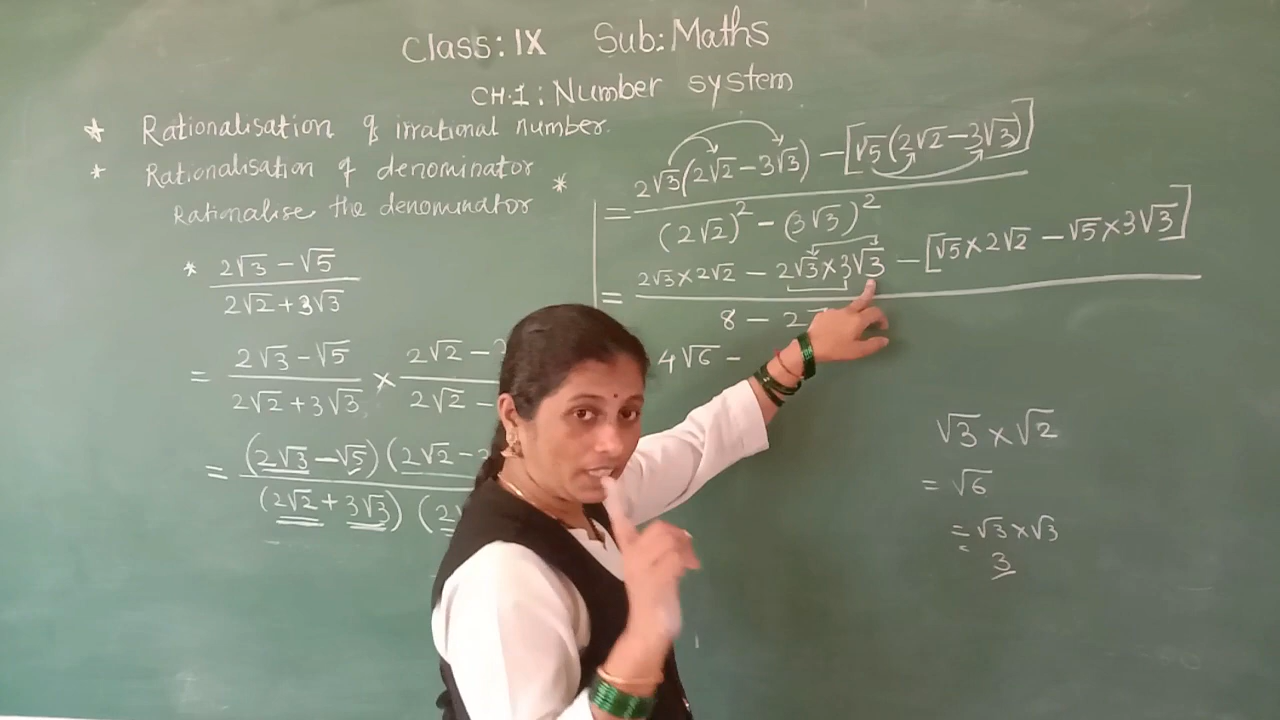 Class: IX Sub: Maths
CH.1: Number system
* Rationalisation of irrational number.
* Rationalisation of denominator
Rationalise the denominator
* (2√3 − √5)/(2√2 + 3√3)
= (2√3 − √5)/(2√2 + 3√3) × (2√2 −)/(2√2 −)
= (2√3 − √5)(2√2 −)/(2√2 + 3√3)
*
= 2√3(2√2 − 3√3) − [√5(2√2 − 3√3)]
(2√2)² − (3√3)²
= 2√3×2√2 − 2√3×3√3 − [√5×2√2 − √5×3√3]
8 − 27
4√6 −
√3 × √2
= √6
= √3×√3
= 3